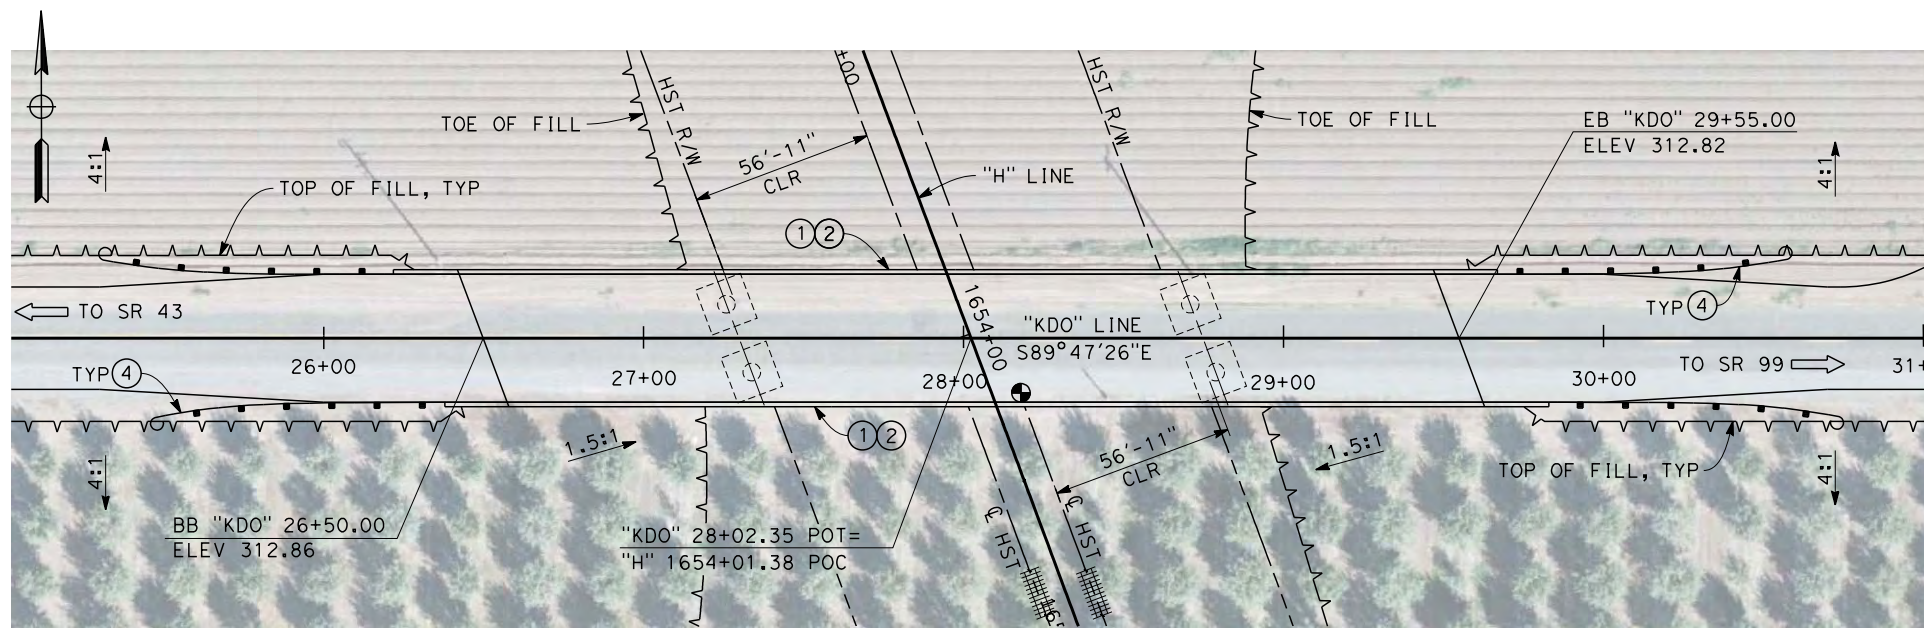 HST R/W
+00
HST R/W
TOE OF FILL
56'-11"
CLR
TOE OF FILL
EB "KDO" 29+55.00
ELEV 312.82
4:1
TOP OF FILL, TYP
"H" LINE
4:1
1 2
TO SR 43
1654+00
"KDO" LINE
S89°47'26"E
TYP 4
TYP 4
26+00
27+00
28+00
29+00
30+00
TO SR 99
31+
4:1
1.5:1
1 2
56'-11"
CLR
1.5:1
TOP OF FILL, TYP
4:1
BB "KDO" 26+50.00
ELEV 312.86
"KDO" 28+02.35 POT=
"H" 1654+01.38 POC
℄ HST
℄ HST
165